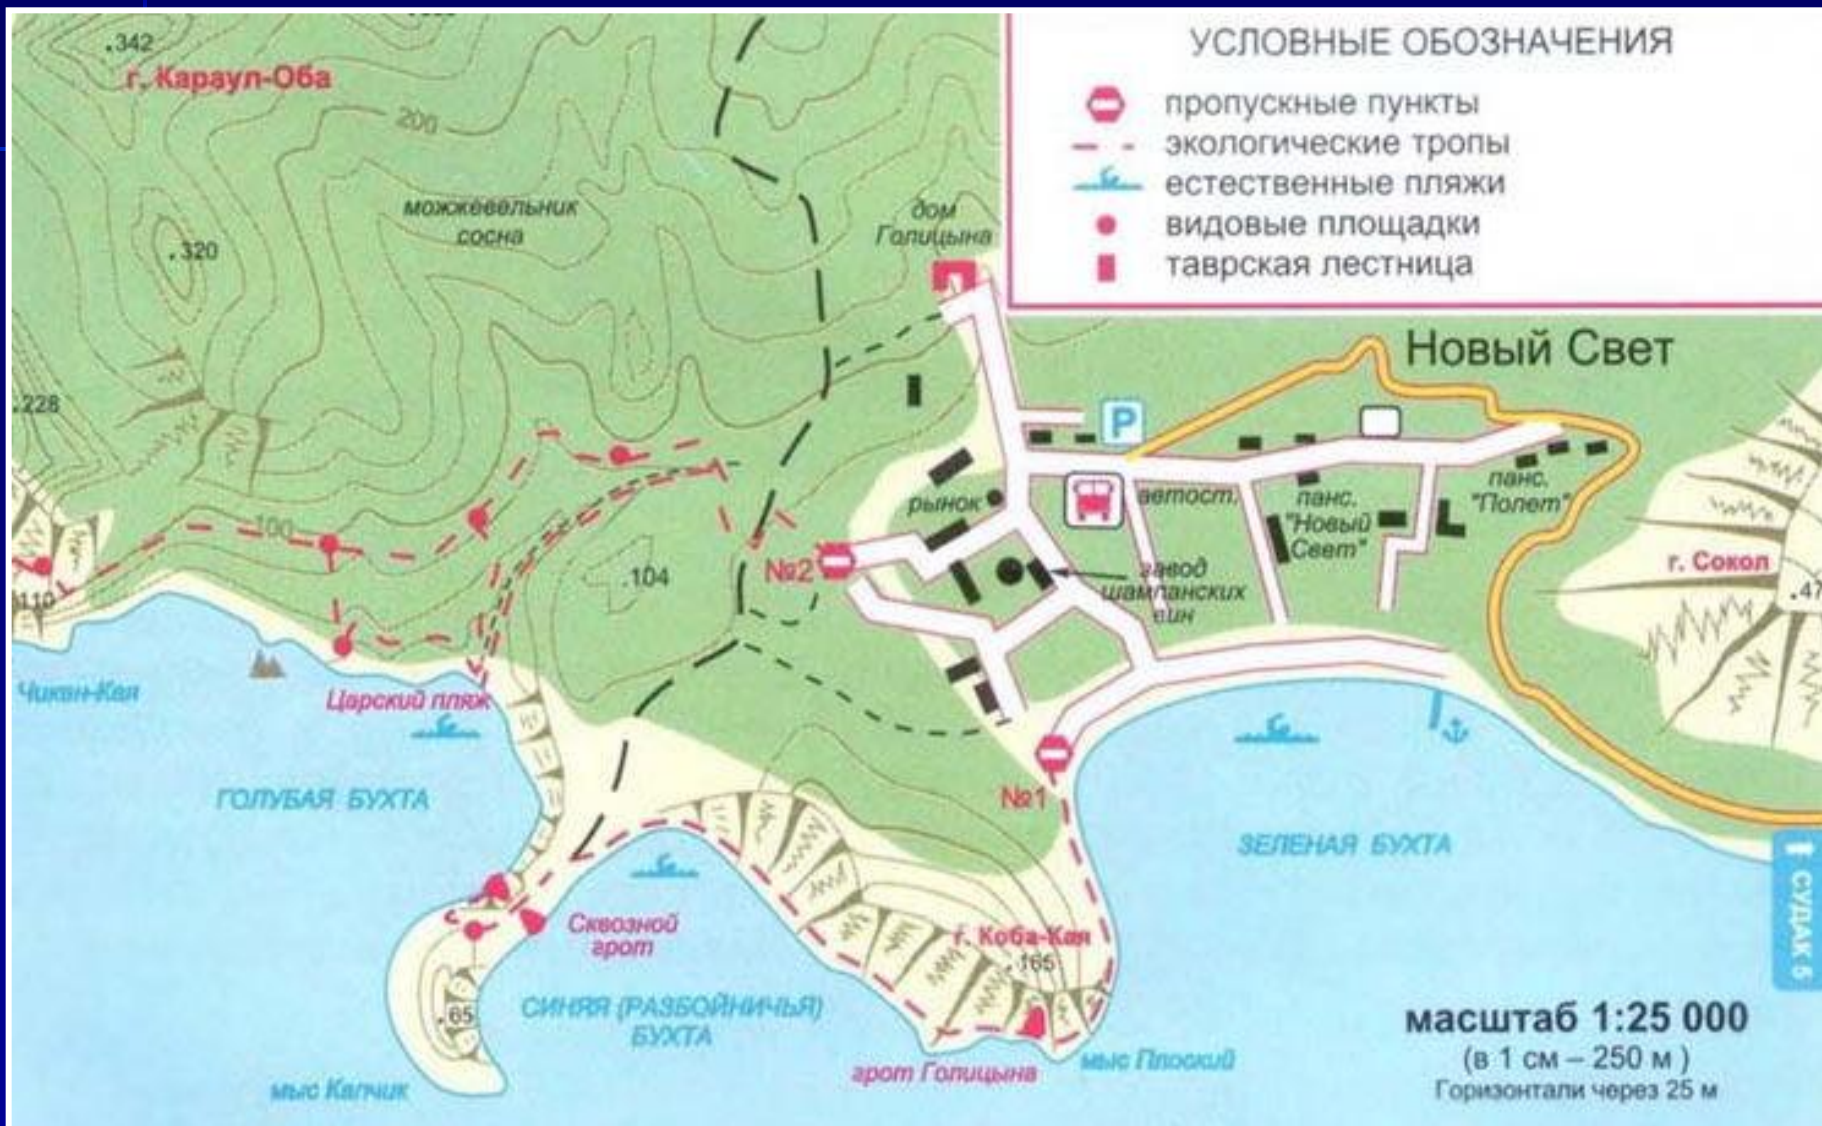 УСЛОВНЫЕ ОБОЗНАЧЕНИЯ
пропускные пункты
экологические тропы
естественные пляжи
видовые площадки
таврская лестница
.342
г. Караул-Оба
200
можжевельник
сосна
дом
Голицына
.320
.228
Новый Свет
P
рынок
автост.
панс.
"Новый
Свет"
панс.
"Полет"
г. Сокол
.47
100
№2
.104
завод
шампанских
вин
110
Чикен-Кая
Царский пляж
ГОЛУБАЯ БУХТА
№1
ЗЕЛЕНАЯ БУХТА
СУДАК 5
Сквозной
грот
г. Коба-Кая
.165
.65
СИНЯЯ (РАЗБОЙНИЧЬЯ)
БУХТА
мыс Капчик
грот Голицына
мыс Плоский
масштаб 1:25 000
(в 1 см – 250 м )
Горизонтали через 25 м